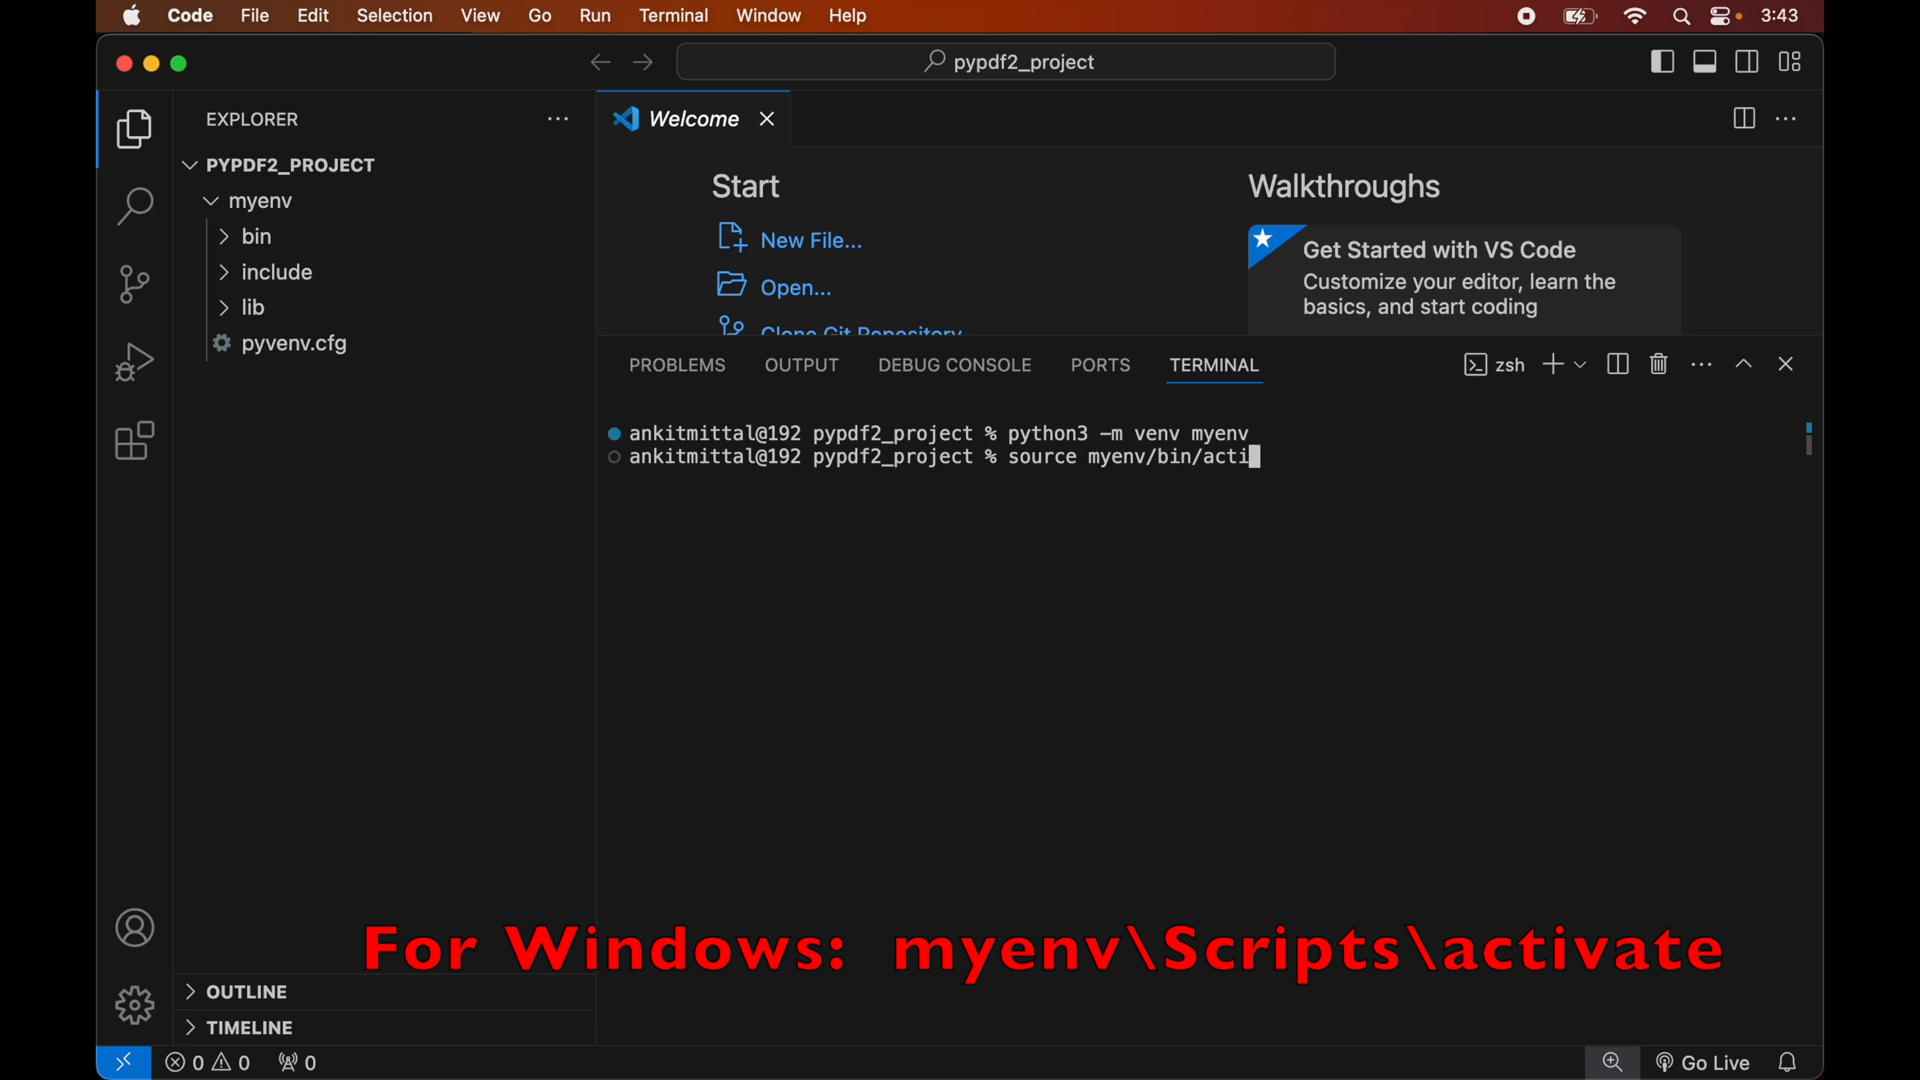 Code File Edit Selection View Go Run Terminal Window Help 3:43
pypdf2_project
EXPLORER
Welcome
PYPDF2_PROJECT
myenv
bin
include
lib
pyvenv.cfg
Start
New File...
Open...
Clone Git Repository
Walkthroughs
Get Started with VS Code
Customize your editor, learn the
basics, and start coding
PROBLEMS OUTPUT DEBUG CONSOLE PORTS TERMINAL zsh
ankitmittal@192 pypdf2_project % python3 -m venv myenv
ankitmittal@192 pypdf2_project % source myenv/bin/acti
For Windows: myenv\Scripts\activate
OUTLINE
TIMELINE
0 0 0 Go Live